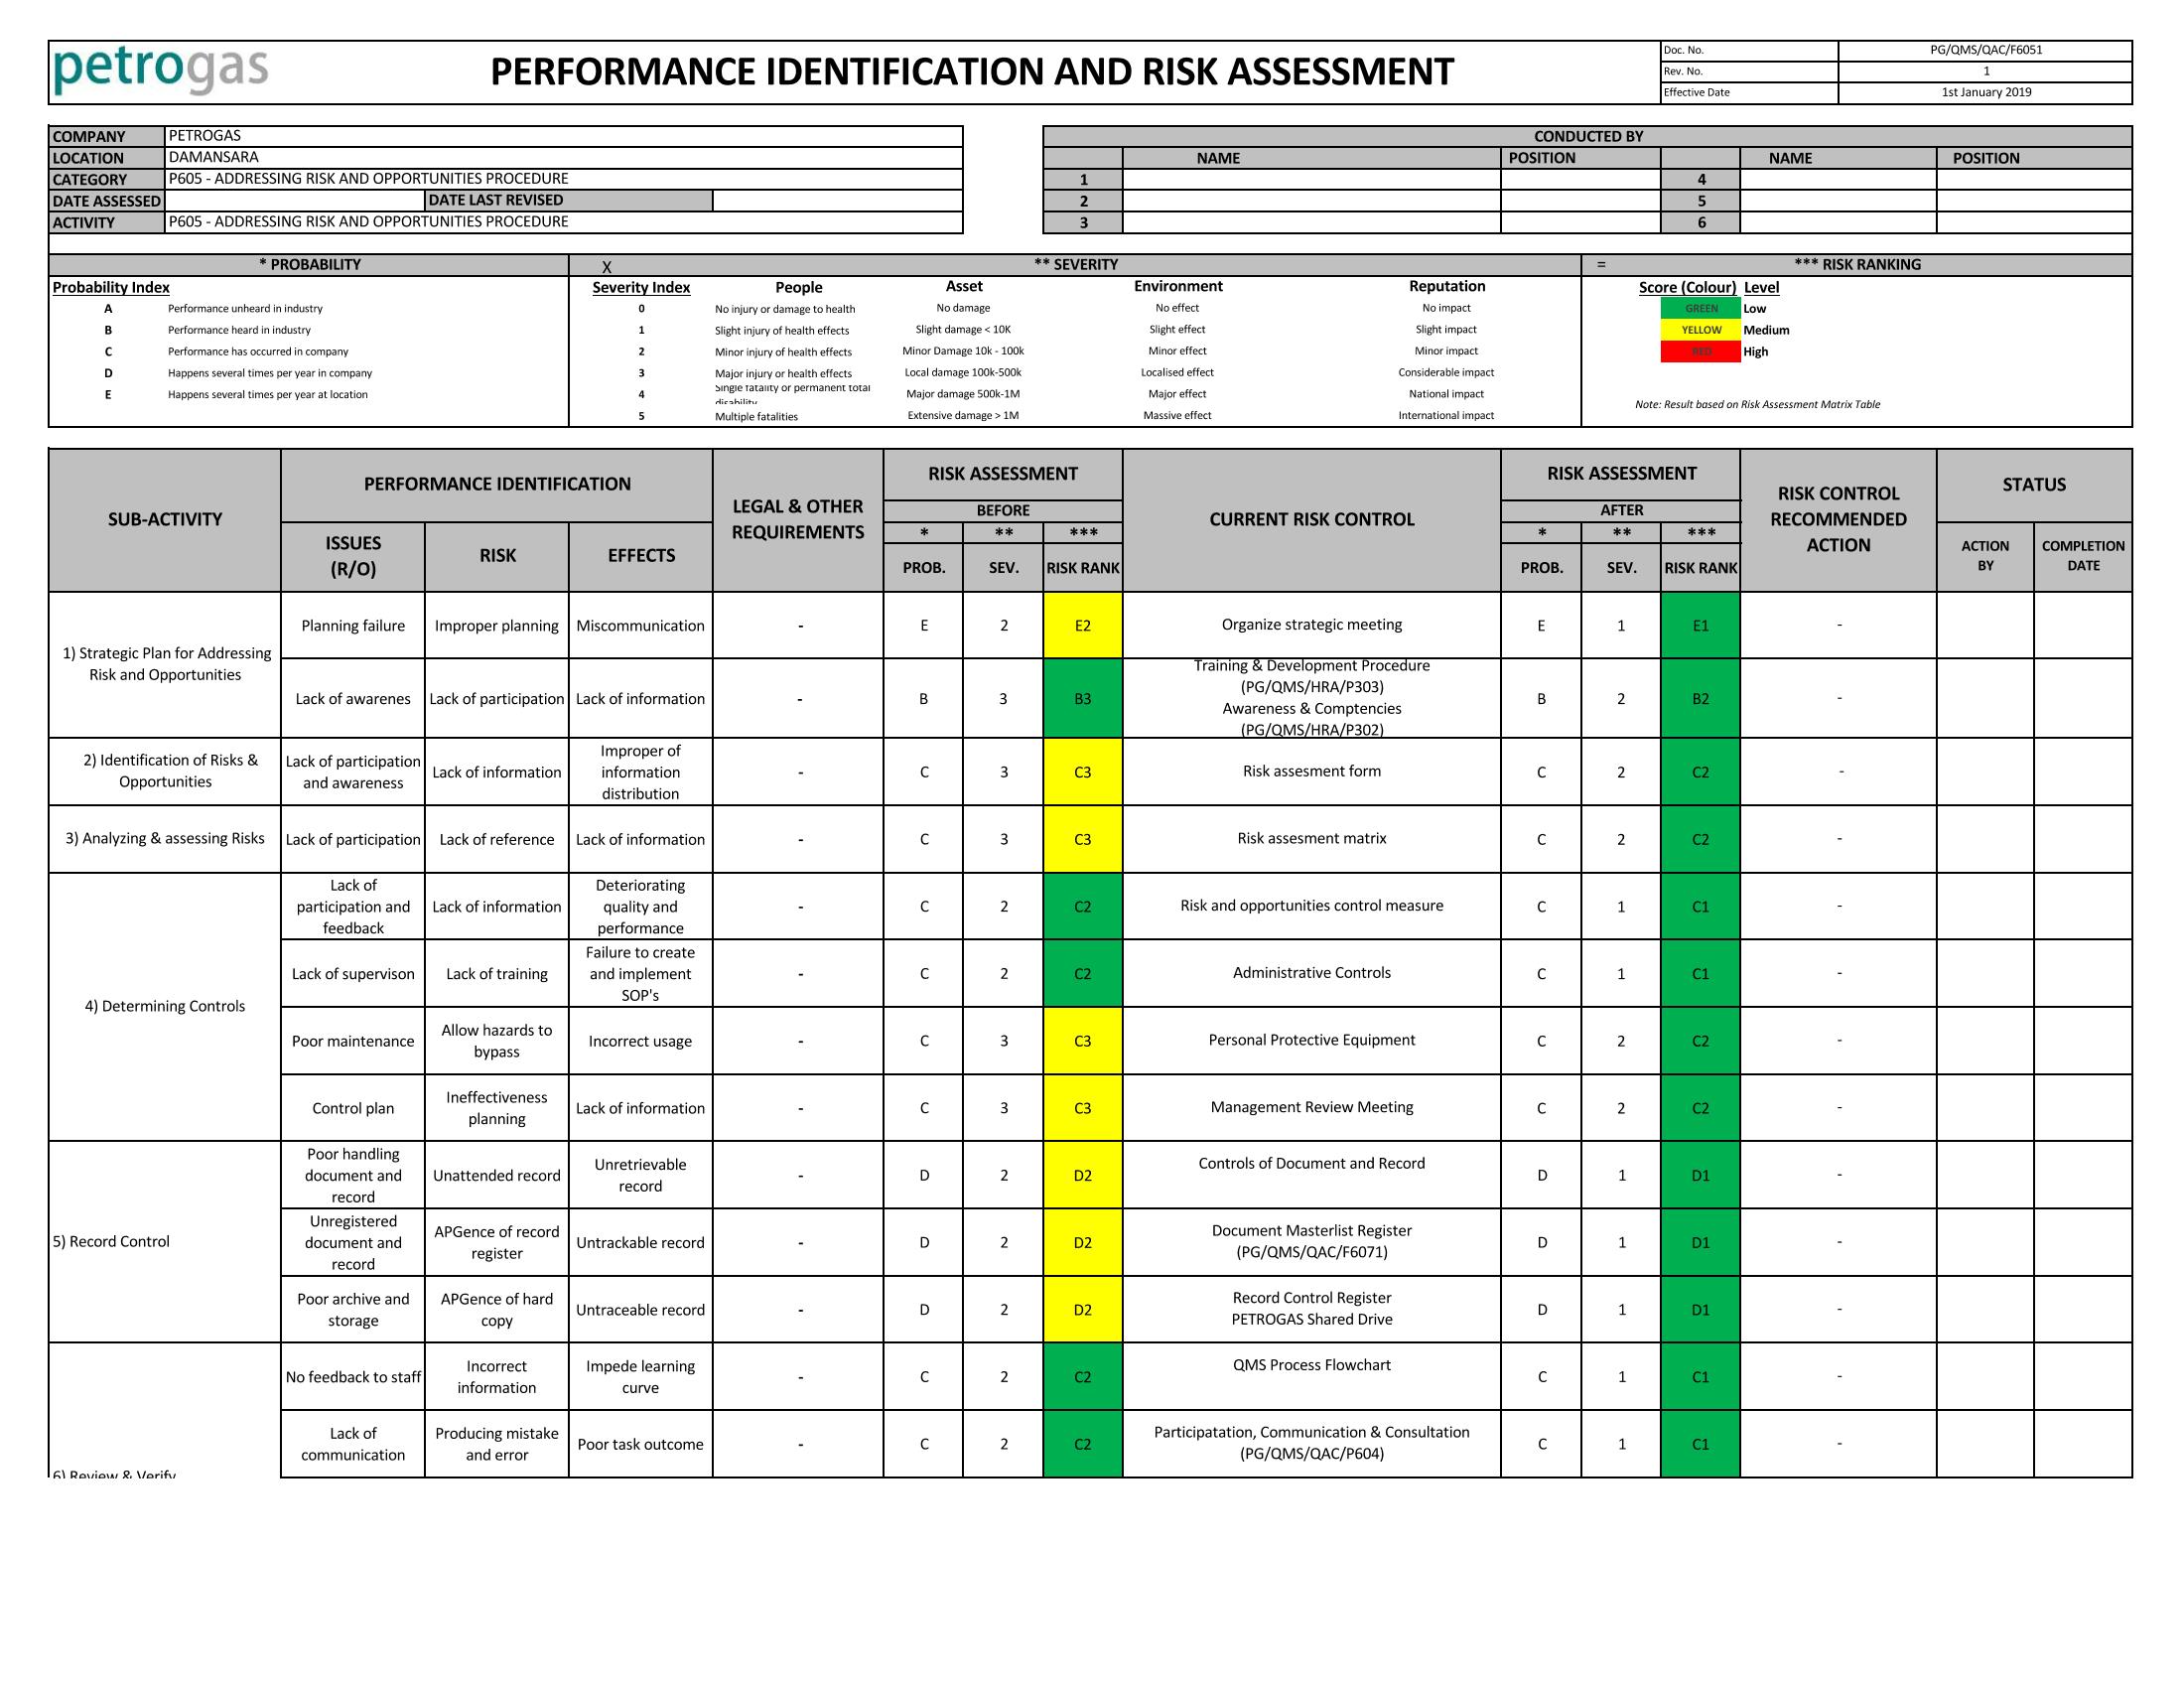 petrogas
PERFORMANCE IDENTIFICATION AND RISK ASSESSMENT
Doc. No. PG/QMS/QAC/F6051
Rev. No. 1
Effective Date 1st January 2019
COMPANY PETROGAS
LOCATION DAMANSARA
CATEGORY P605 - ADDRESSING RISK AND OPPORTUNITIES PROCEDURE
DATE ASSESSED DATE LAST REVISED
ACTIVITY P605 - ADDRESSING RISK AND OPPORTUNITIES PROCEDURE
CONDUCTED BY
NAME POSITION NAME POSITION
1 4
2 5
3 6
* PROBABILITY X ** SEVERITY = *** RISK RANKING
Probability Index Severity Index People Asset Environment Reputation Score (Colour) Level
A Performance unheard in industry 0 No injury or damage to health No damage No effect No impact GREEN Low
B Performance heard in industry 1 Slight injury of health effects Slight damage < 10K Slight effect Slight impact YELLOW Medium
C Performance has occurred in company 2 Minor injury of health effects Minor Damage 10k - 100k Minor effect Minor impact RED High
D Happens several times per year in company 3 Major injury or health effects Local damage 100k-500k Localised effect Considerable impact
E Happens several times per year at location 4 Single fatality or permanent total disability Major damage 500k-1M Major effect National impact
Note: Result based on Risk Assessment Matrix Table
5 Multiple fatalities Extensive damage > 1M Massive effect International impact
SUB-ACTIVITY
PERFORMANCE IDENTIFICATION
ISSUES
(R/O)
RISK
EFFECTS
LEGAL & OTHER
REQUIREMENTS
RISK ASSESSMENT
BEFORE
* ** ***
PROB. SEV. RISK RANK
CURRENT RISK CONTROL
RISK ASSESSMENT
AFTER
* ** ***
PROB. SEV. RISK RANK
RISK CONTROL
RECOMMENDED
ACTION
STATUS
ACTION
BY
COMPLETION
DATE
1) Strategic Plan for Addressing
Risk and Opportunities
Planning failure Improper planning Miscommunication - E 2 E2 Organize strategic meeting E 1 E1 -
Lack of awarenes Lack of participation Lack of information - B 3 B3
Training & Development Procedure
(PG/QMS/HRA/P303)
Awareness & Comptencies
(PG/QMS/HRA/P302)
B 2 B2 -
2) Identification of Risks &
Opportunities
Lack of participation
and awareness
Lack of information
Improper of
information
distribution
- C 3 C3 Risk assesment form C 2 C2 -
3) Analyzing & assessing Risks Lack of participation Lack of reference Lack of information - C 3 C3 Risk assesment matrix C 2 C2 -
4) Determining Controls
Lack of
participation and
feedback
Lack of information
Deteriorating
quality and
performance
- C 2 C2 Risk and opportunities control measure C 1 C1 -
Lack of supervison Lack of training
Failure to create
and implement
SOP's
- C 2 C2 Administrative Controls C 1 C1 -
Poor maintenance
Allow hazards to
bypass
Incorrect usage - C 3 C3 Personal Protective Equipment C 2 C2 -
Control plan
Ineffectiveness
planning
Lack of information - C 3 C3 Management Review Meeting C 2 C2 -
5) Record Control
Poor handling
document and
record
Unattended record
Unretrievable
record
- D 2 D2 Controls of Document and Record D 1 D1 -
Unregistered
document and
record
APGence of record
register
Untrackable record - D 2 D2
Document Masterlist Register
(PG/QMS/QAC/F6071)
D 1 D1 -
Poor archive and
storage
APGence of hard
copy
Untraceable record - D 2 D2
Record Control Register
PETROGAS Shared Drive
D 1 D1 -
No feedback to staff
Incorrect
information
Impede learning
curve
- C 2 C2 QMS Process Flowchart C 1 C1 -
Lack of
communication
Producing mistake
and error
Poor task outcome - C 2 C2
Participatation, Communication & Consultation
(PG/QMS/QAC/P604)
C 1 C1 -
6) Review & Verify